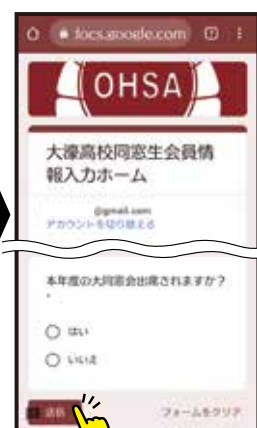 docs.google.com
OHSA
大濠高校同窓生会員情
報入力ホーム
@gmail.com
アカウントを切り替える
本年度の大同窓会出席されますか？
*
はい
いいえ
送信
フォームをクリア